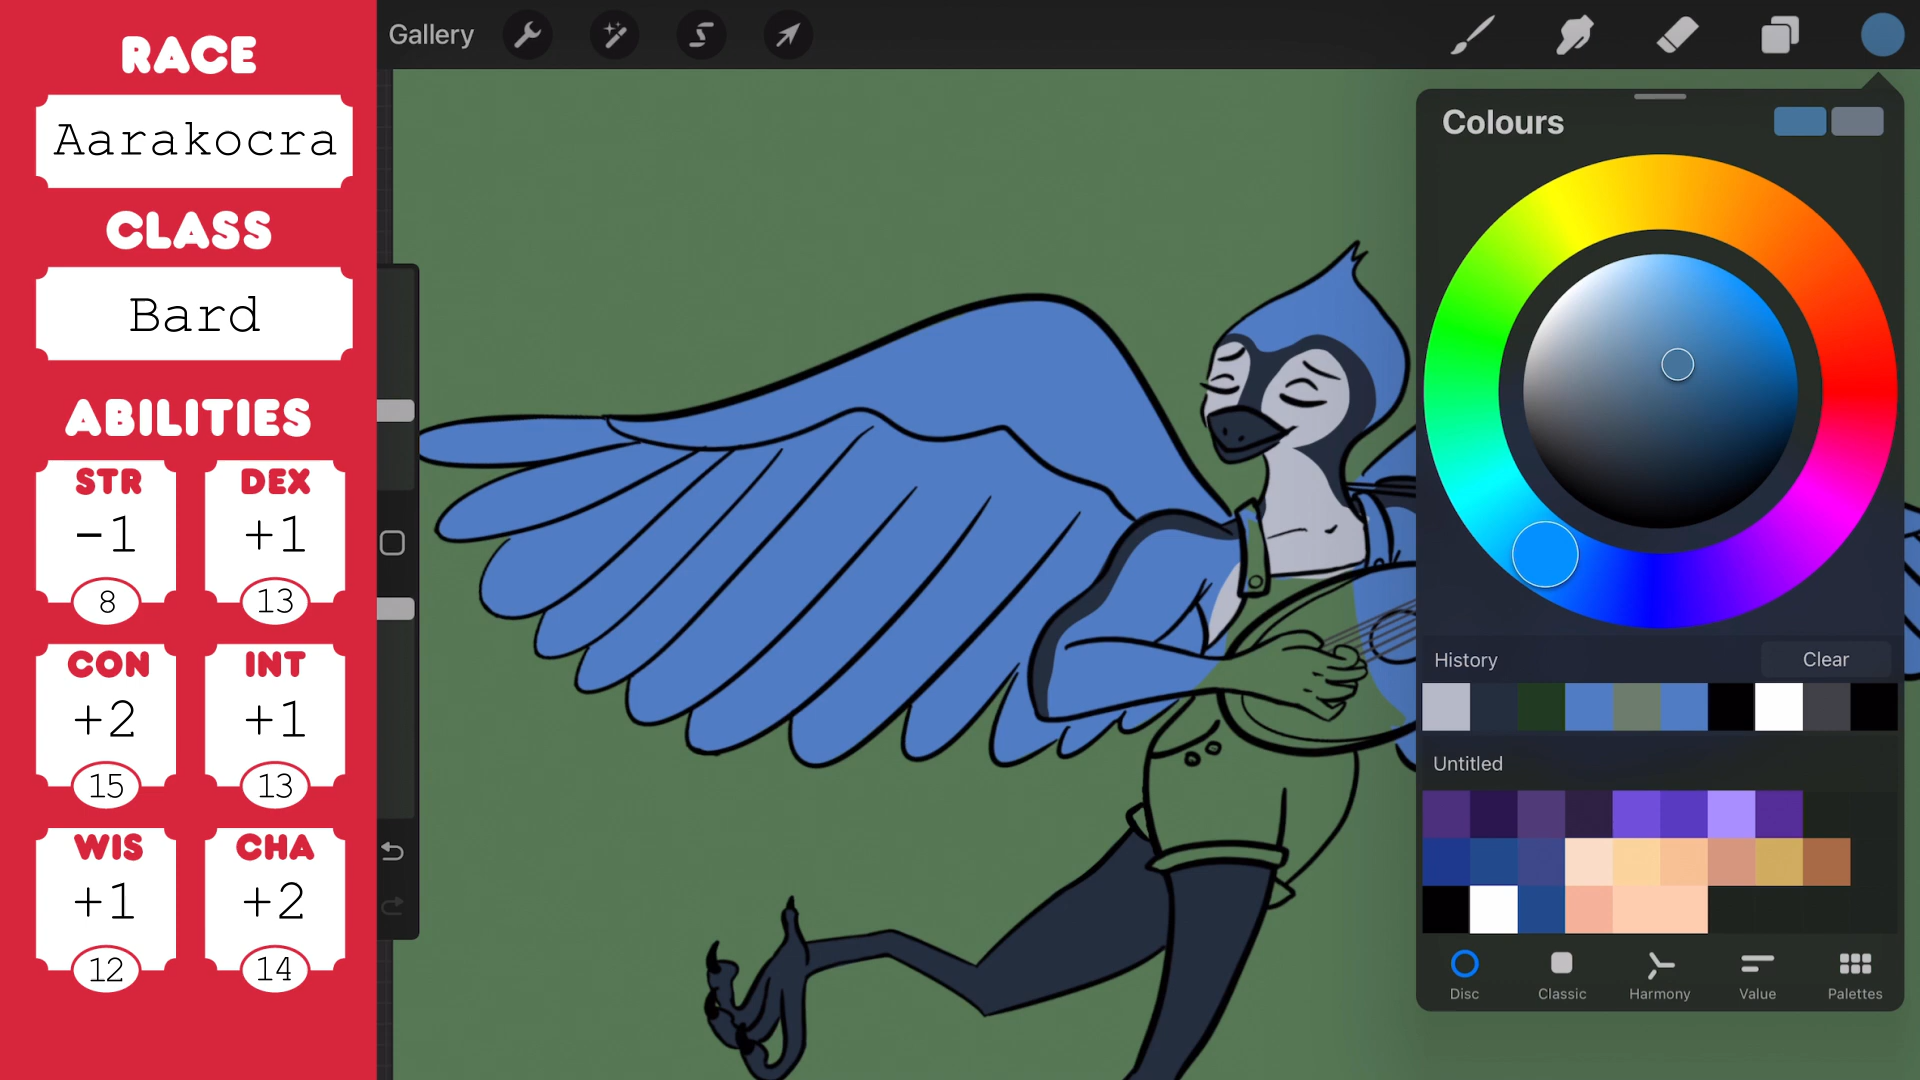 RACE
Aarakocra
CLASS
Bard
ABILITIES
STR DEX
-1 +1
8 13
CON INT
+2 +1
15 13
WIS CHA
+1 +2
12 14
Gallery
Colours
History Clear
Untitled
Disc Classic Harmony Value Palettes